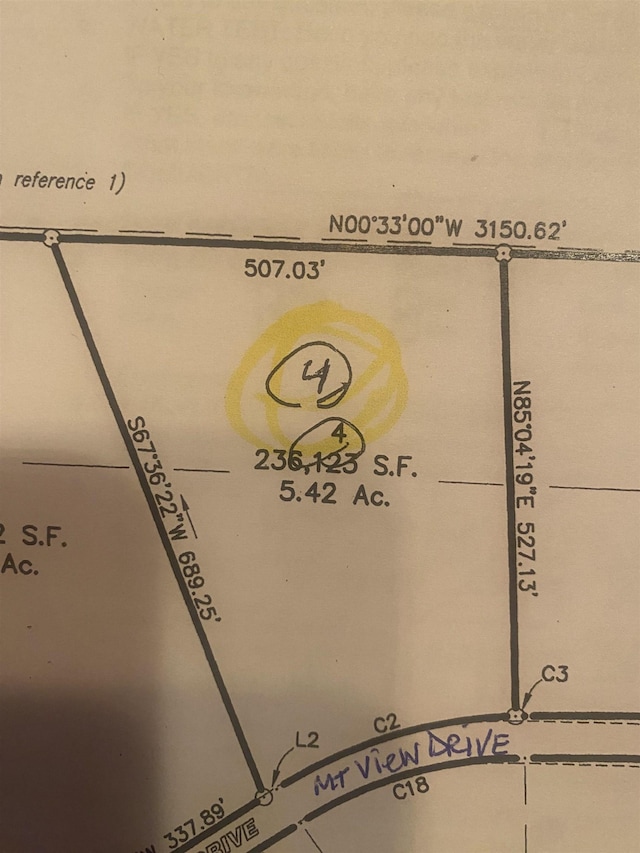 reference 1)
N00°33'00"W 3150.62'
507.03'
4
4
236,123 S.F.
5.42 Ac.
S67°36'22"W 689.25'
N85°04'19"E 527.13'
S.F.
Ac.
C3
C2
L2
MT VIEW DRIVE
C18
337.89'
DRIVE